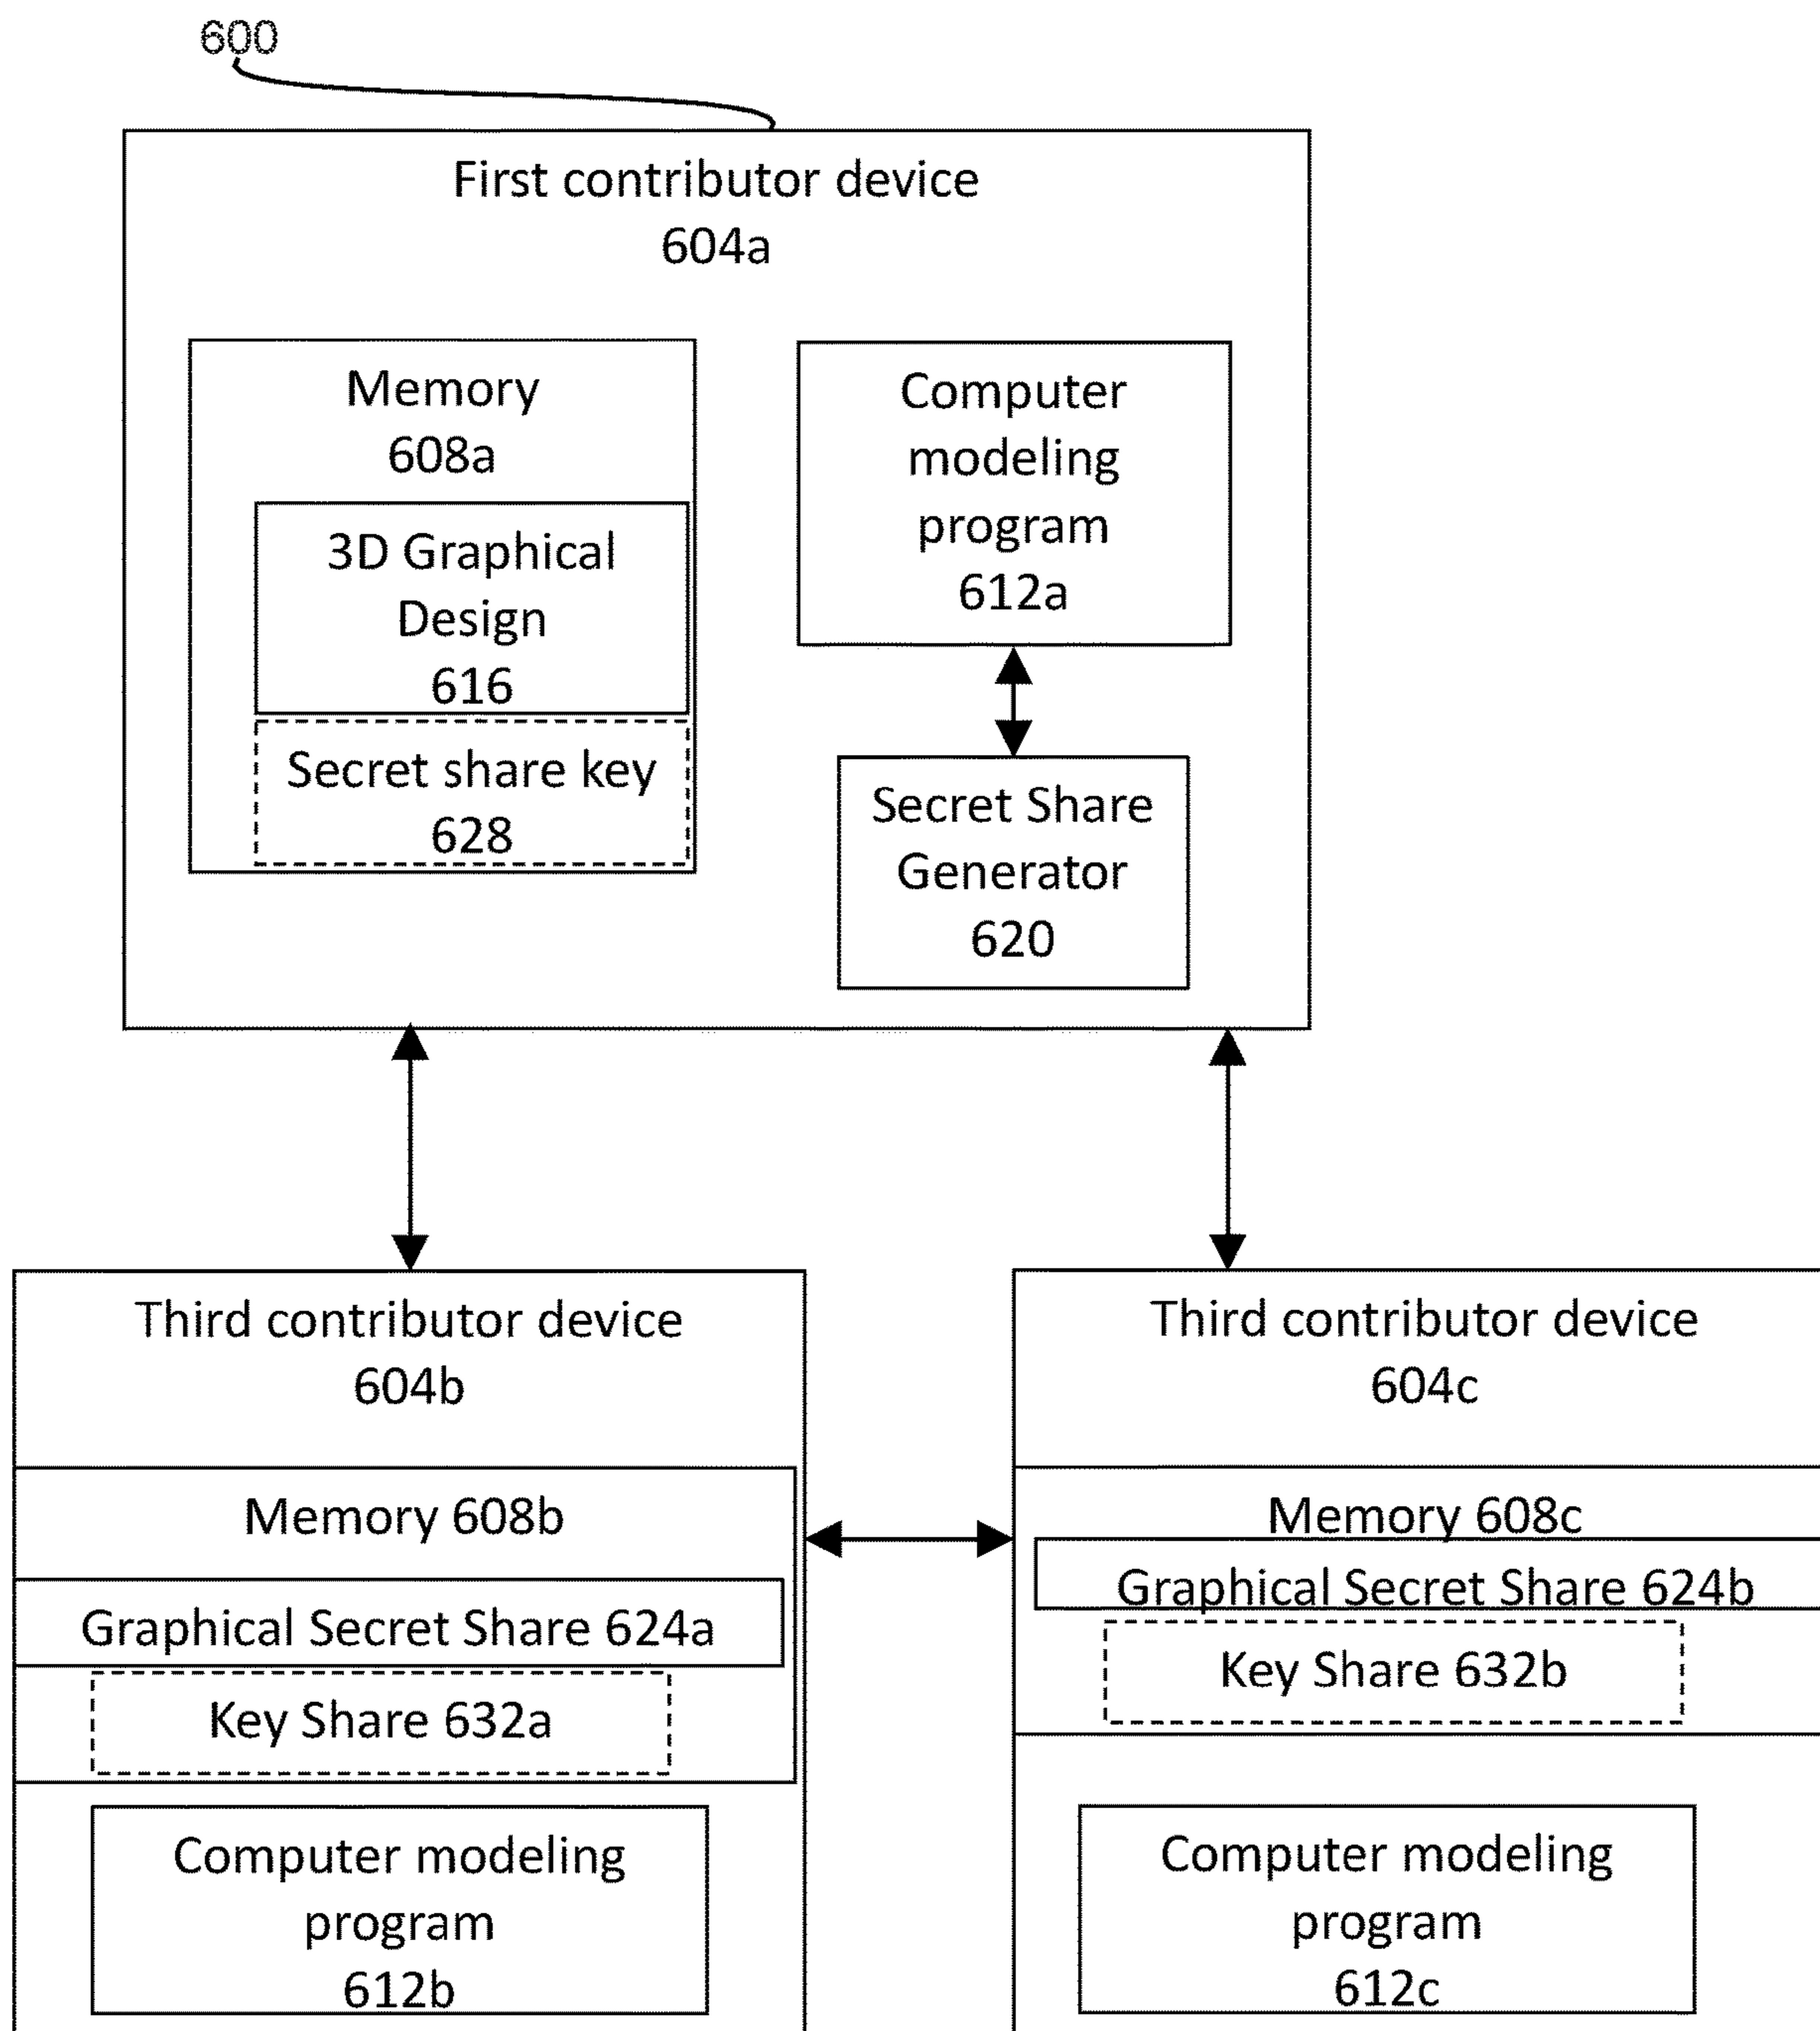 600
First contributor device
604a
Memory
608a
3D Graphical
Design
616
Secret share key
628
Computer
modeling
program
612a
Secret Share
Generator
620
Third contributor device
604b
Memory 608b
Graphical Secret Share 624a
Key Share 632a
Computer modeling
program
612b
Third contributor device
604c
Memory 608c
Graphical Secret Share 624b
Key Share 632b
Computer modeling
program
612c